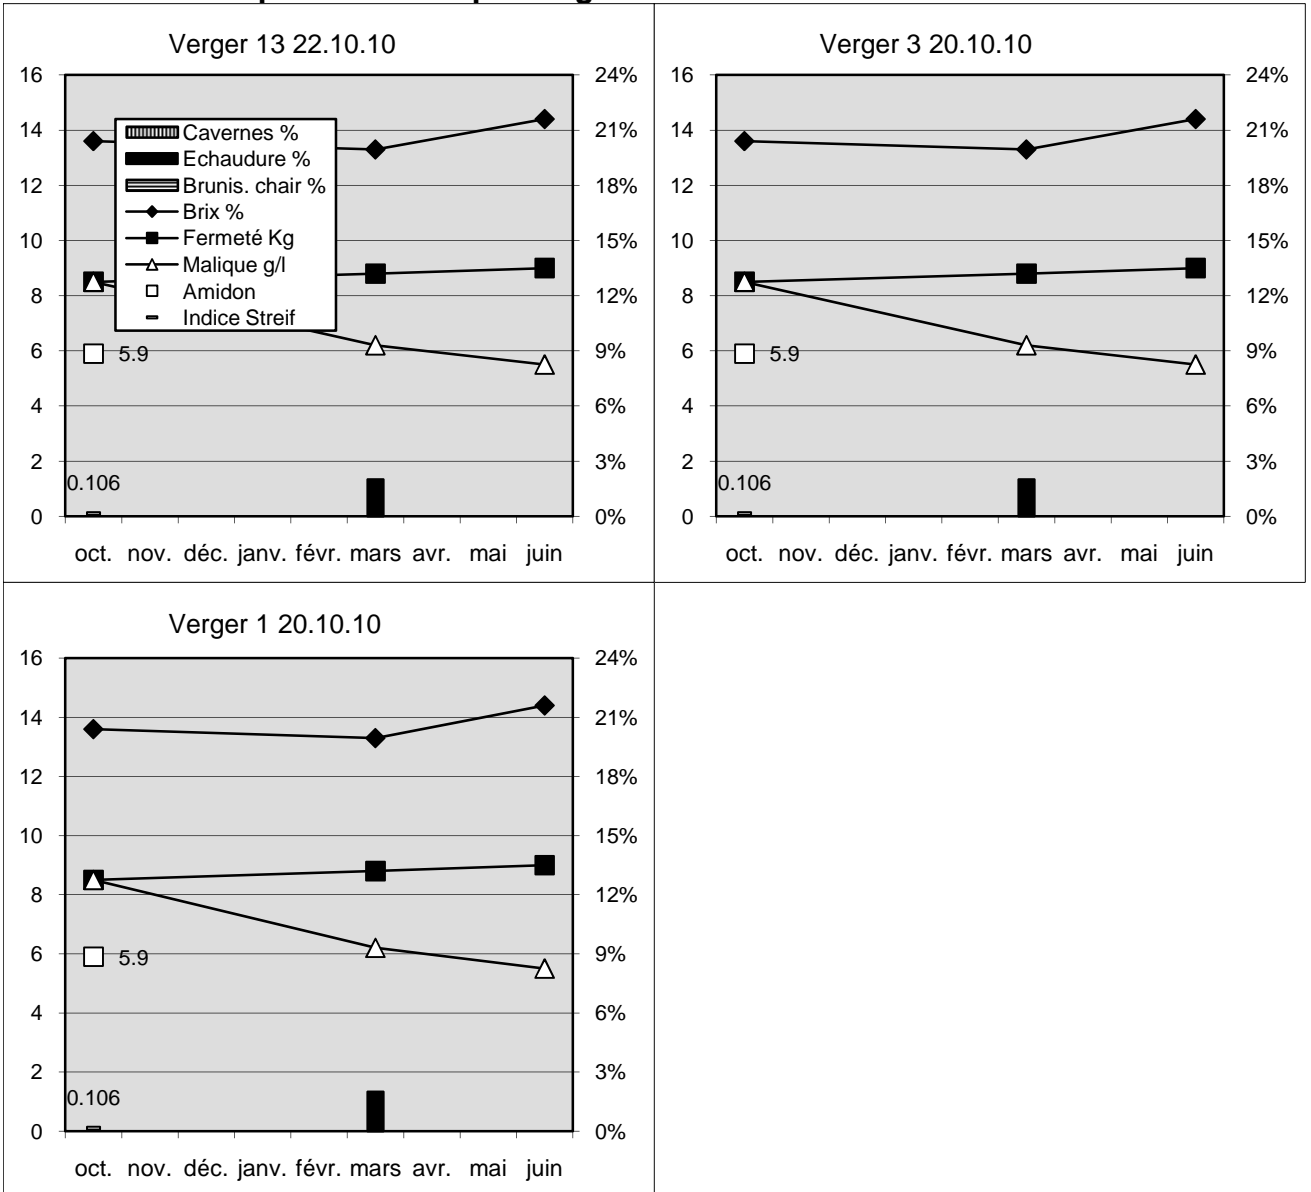 Verger 13 22.10.10
16 24%
14 21%
12 18%
10 15%
8 12%
6 9%
4 6%
2 3%
0 0%
Cavernes %
Echaudure %
Brunis. chair %
Brix %
Fermeté Kg
Malique g/l
Amidon
Indice Streif
5.9
0.106
oct. nov. déc. janv. févr. mars avr. mai juin
Verger 3 20.10.10
16 24%
14 21%
12 18%
10 15%
8 12%
6 9%
4 6%
2 3%
0 0%
5.9
0.106
oct. nov. déc. janv. févr. mars avr. mai juin
Verger 1 20.10.10
16 24%
14 21%
12 18%
10 15%
8 12%
6 9%
4 6%
2 3%
0 0%
5.9
0.106
oct. nov. déc. janv. févr. mars avr. mai juin